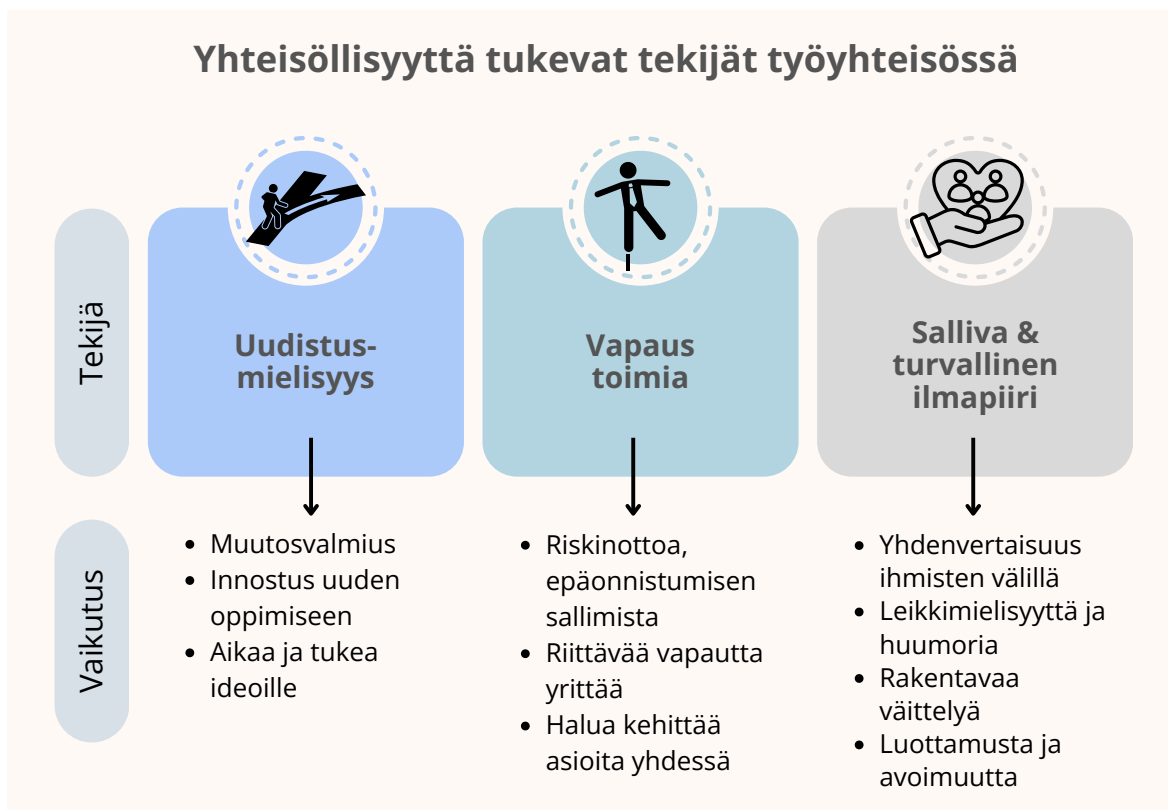 Yhteisöllisyyttä tukevat tekijät työyhteisössä
Tekijä
Uudistus-
mielisyys
Vapaus
toimia
Salliva &
turvallinen
ilmapiiri
Vaikutus
• Muutosvalmius
• Innostus uuden
oppimiseen
• Aikaa ja tukea
ideoille
• Riskinottoa,
epäonnistumisen
sallimista
• Riittävää vapautta
yrittää
• Halua kehittää
asioita yhdessä
• Yhdenvertaisuus
ihmisten välillä
• Leikkimielisyyttä ja
huumoria
• Rakentavaa
väittelyä
• Luottamusta ja
avoimuutta